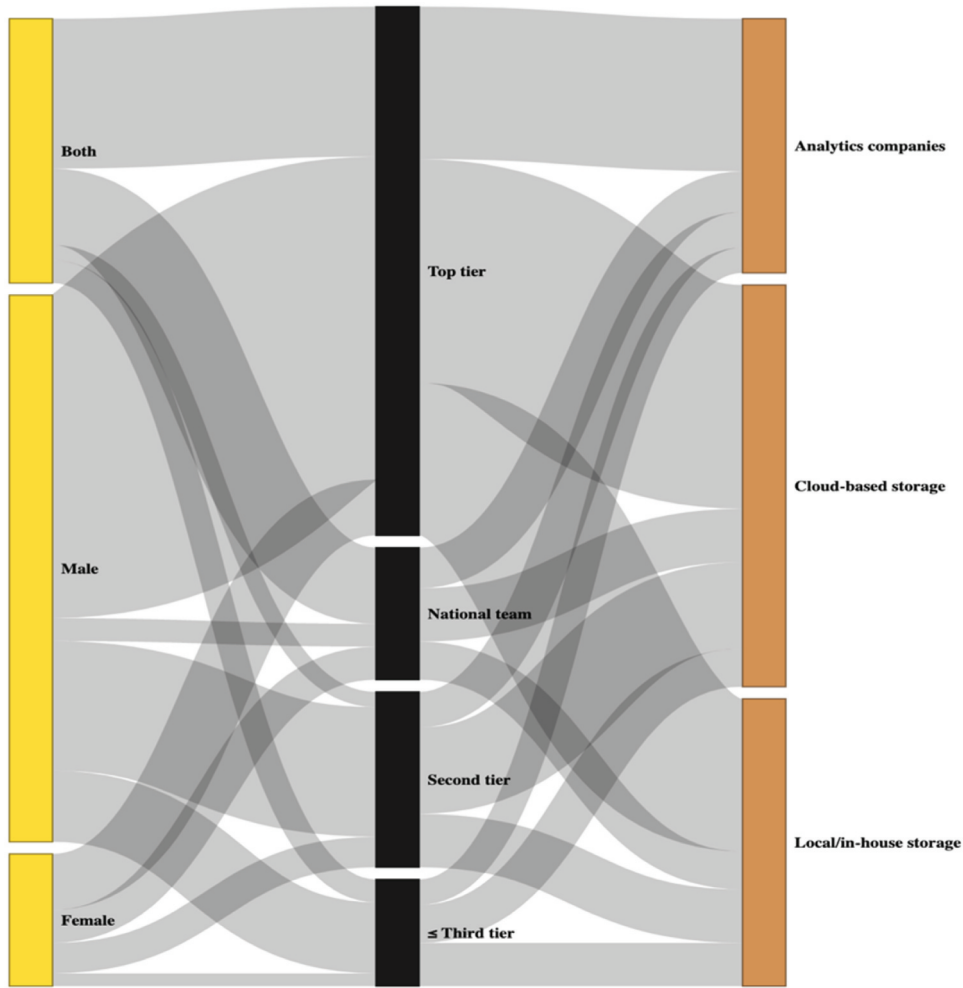 Both
Male
Female
Top tier
National team
Second tier
≤ Third tier
Analytics companies
Cloud-based storage
Local/in-house storage